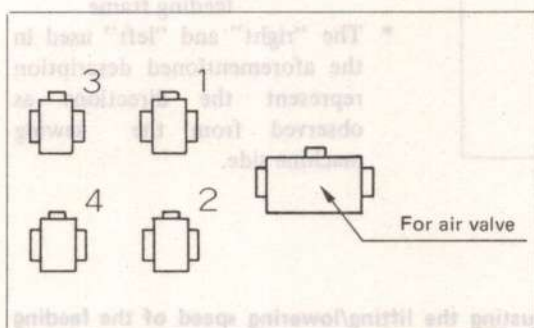 feeding frame
* The "right" and "left" used in
the aforementioned description
represent the directions as
observed from the sewing
machine side.
3 1
4 2
For air valve
usting the lifting/lowering speed of the feeding